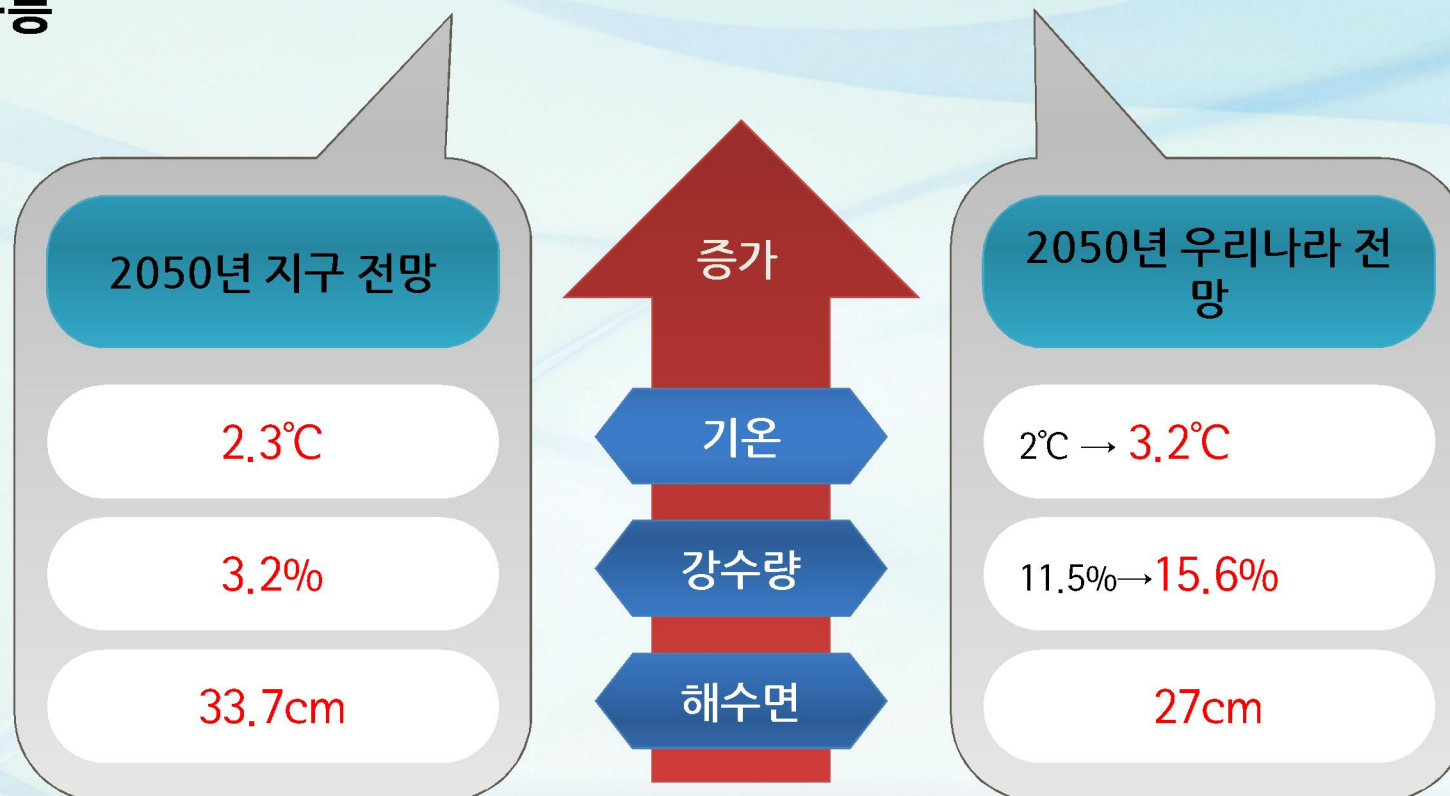 2050년 지구 전망
2.3℃
3.2%
33.7cm
증가
기온
강수량
해수면
2050년 우리나라 전
망
2℃ → 3.2℃
11.5%→15.6%
27cm